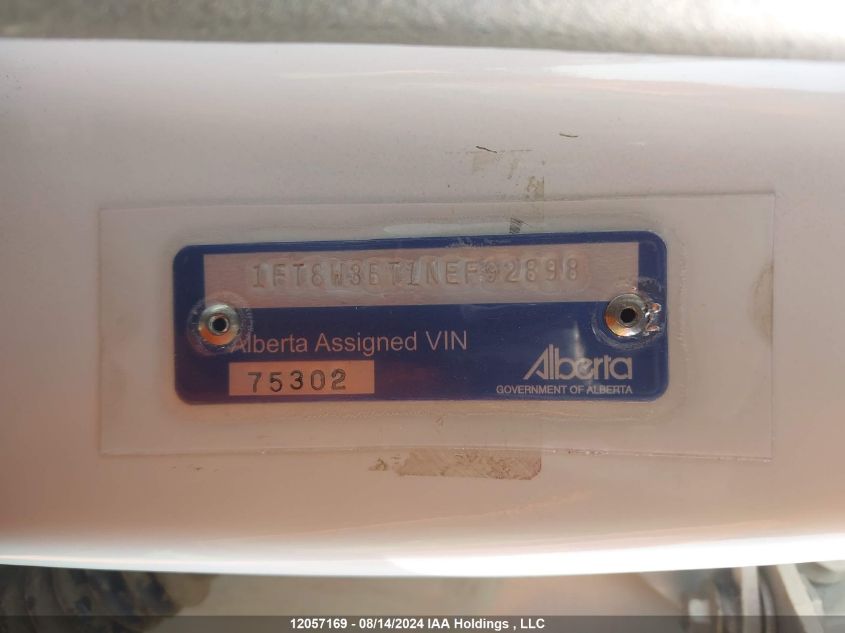 1FT8W3BT1NEF92898
Alberta Assigned VIN
75302
Alberta
GOVERNMENT OF ALBERTA
12057169 - 08/14/2024 IAA Holdings , LLC